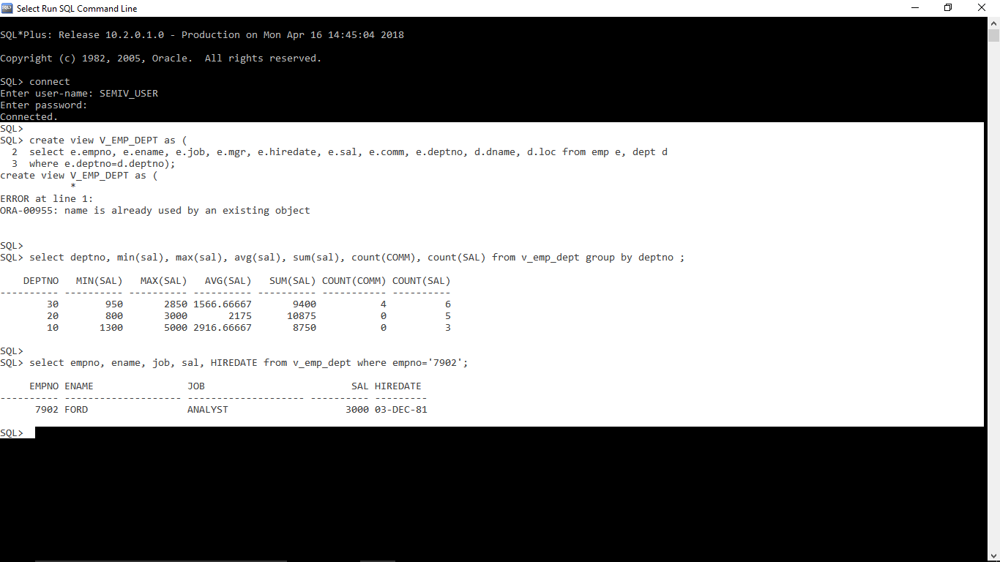 Select Run SQL Command Line
SQL*Plus: Release 10.2.0.1.0 - Production on Mon Apr 16 14:45:04 2018
Copyright (c) 1982, 2005, Oracle.  All rights reserved.
SQL> connect
Enter user-name: SEMIV_USER
Enter password:
Connected.
SQL>
SQL> create view V_EMP_DEPT as (
  2  select e.empno, e.ename, e.job, e.mgr, e.hiredate, e.sal, e.comm, e.deptno, d.dname, d.loc from emp e, dept d
  3  where e.deptno=d.deptno);
create view V_EMP_DEPT as (
            *
ERROR at line 1:
ORA-00955: name is already used by an existing object
SQL>
SQL> select deptno, min(sal), max(sal), avg(sal), sum(sal), count(COMM), count(SAL) from v_emp_dept group by deptno ;
    DEPTNO   MIN(SAL)   MAX(SAL)   AVG(SAL)   SUM(SAL) COUNT(COMM) COUNT(SAL)
---------- ---------- ---------- ---------- ---------- ----------- ----------
        30        950       2850 1566.66667       9400           4          6
        20        800       3000       2175      10875           0          5
        10       1300       5000 2916.66667       8750           0          3
SQL>
SQL> select empno, ename, job, sal, HIREDATE from v_emp_dept where empno='7902';
     EMPNO ENAME                JOB                         SAL HIREDATE
---------- -------------------- -------------------- ---------- ---------
      7902 FORD                 ANALYST                    3000 03-DEC-81
SQL>